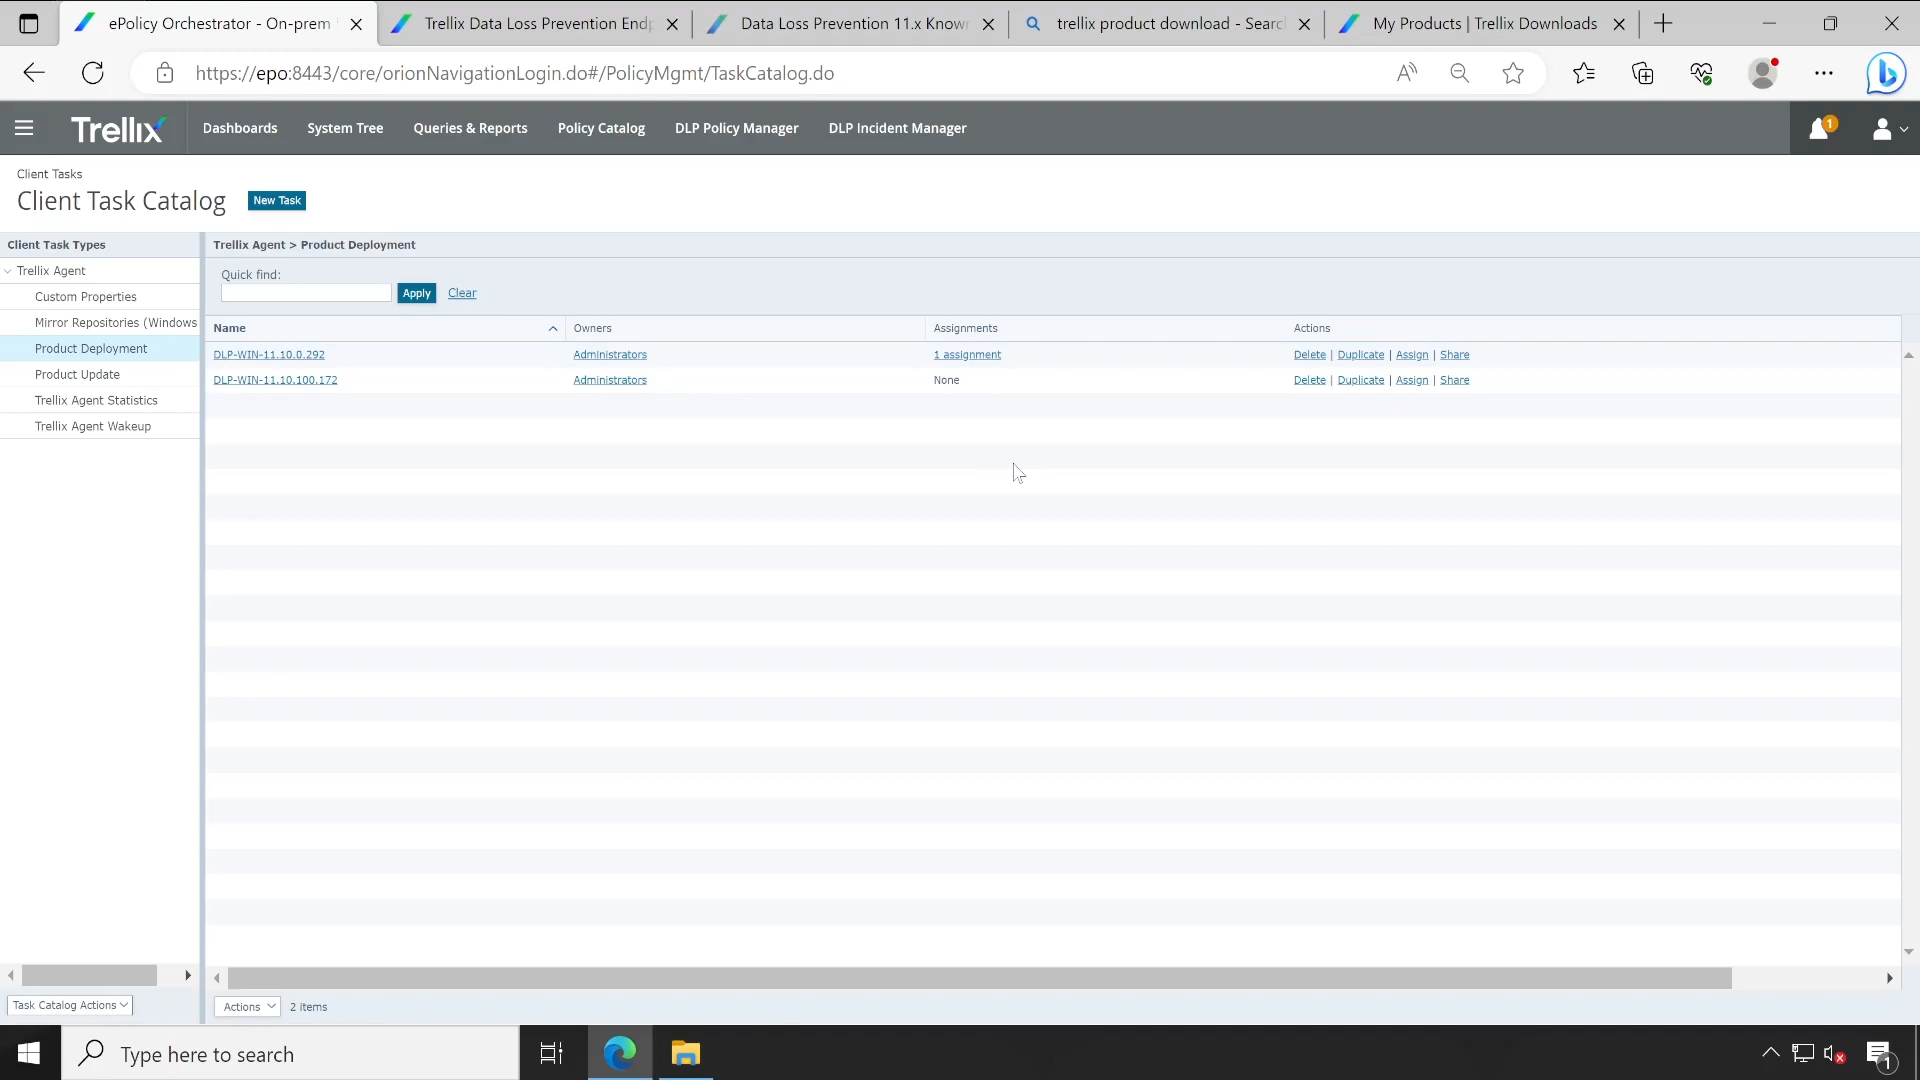 ePolicy Orchestrator - On-prem
Trellix Data Loss Prevention Endp
Data Loss Prevention 11.x Known
trellix product download - Searc
My Products | Trellix Downloads
https://epo:8443/core/orionNavigationLogin.do#/PolicyMgmt/TaskCatalog.do
Trellix
Dashboards
System Tree
Queries & Reports
Policy Catalog
DLP Policy Manager
DLP Incident Manager
1
Client Tasks
Client Task Catalog
New Task
Client Task Types
Trellix Agent > Product Deployment
Trellix Agent
Custom Properties
Mirror Repositories (Windows
Product Deployment
Product Update
Trellix Agent Statistics
Trellix Agent Wakeup
Quick find:
Apply
Clear
Name
Owners
Assignments
Actions
DLP-WIN-11.10.0.292
Administrators
1 assignment
Delete | Duplicate | Assign | Share
DLP-WIN-11.10.100.172
Administrators
None
Delete | Duplicate | Assign | Share
Task Catalog Actions
Actions
2 items
Type here to search
1